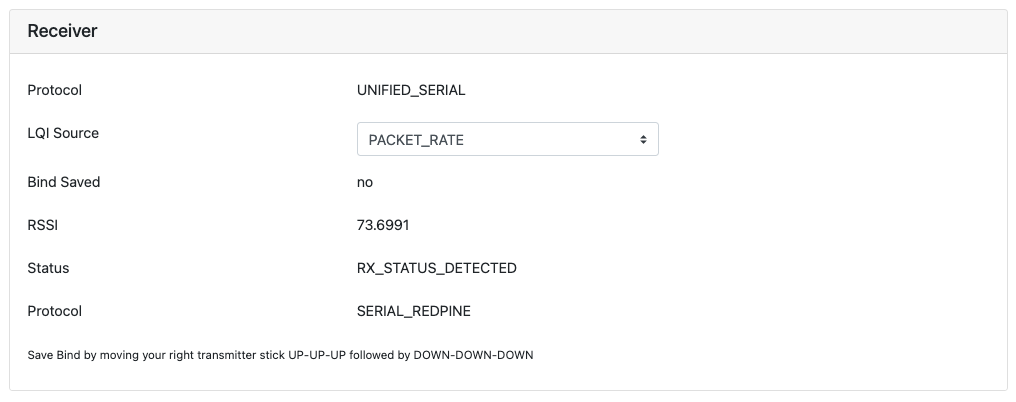 Receiver
Protocol UNIFIED_SERIAL
LQI Source PACKET_RATE
Bind Saved no
RSSI 73.6991
Status RX_STATUS_DETECTED
Protocol SERIAL_REDPINE
Save Bind by moving your right transmitter stick UP-UP-UP followed by DOWN-DOWN-DOWN